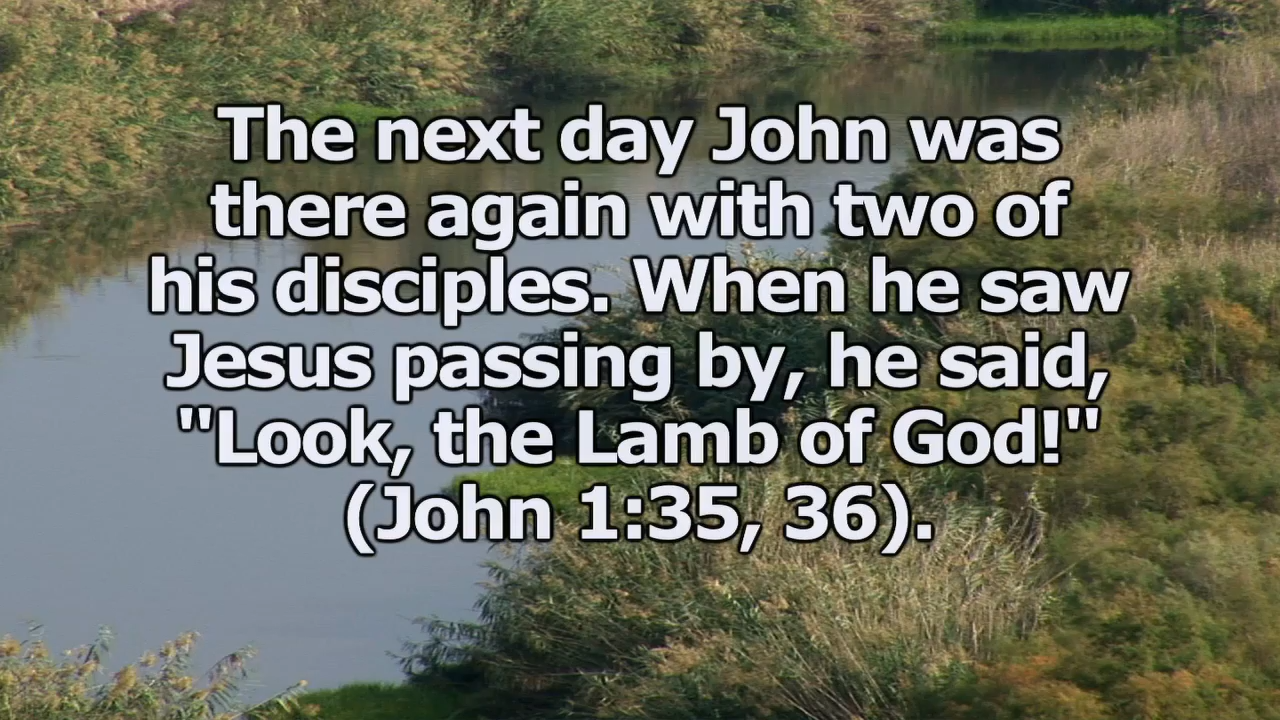 The next day John was
there again with two of
his disciples. When he saw
Jesus passing by, he said,
"Look, the Lamb of God!"
(John 1:35, 36).